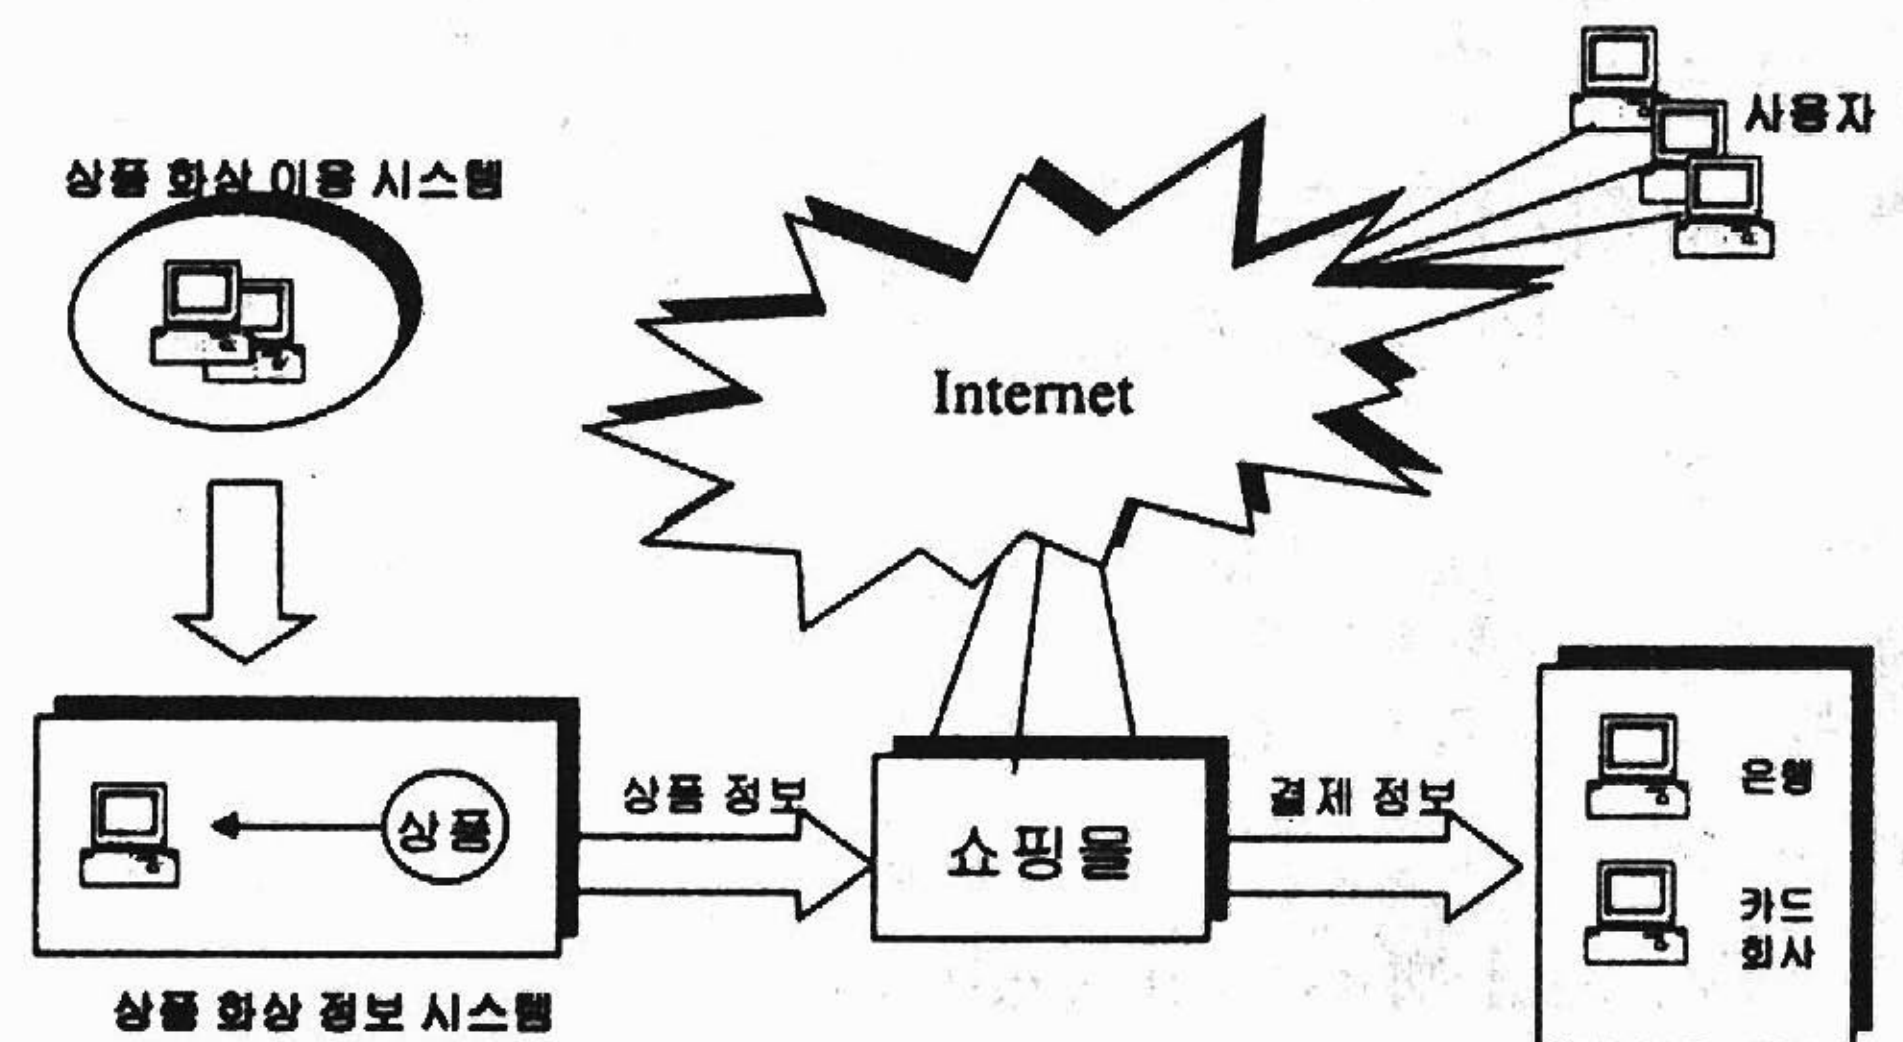 사용자
상품 화상 이용 시스템
Internet
상품
상품 정보
쇼핑몰
결제 정보
은행
카드
회사
상품 화상 정보 시스템